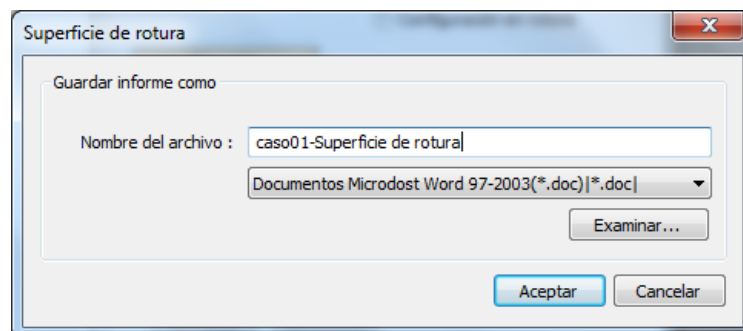 Superficie de rotura
Guardar informe como
Nombre del archivo : caso01-Superficie de rotura
Documentos Microdost Word 97-2003(*.doc)|*.doc|
Examinar...
Aceptar Cancelar